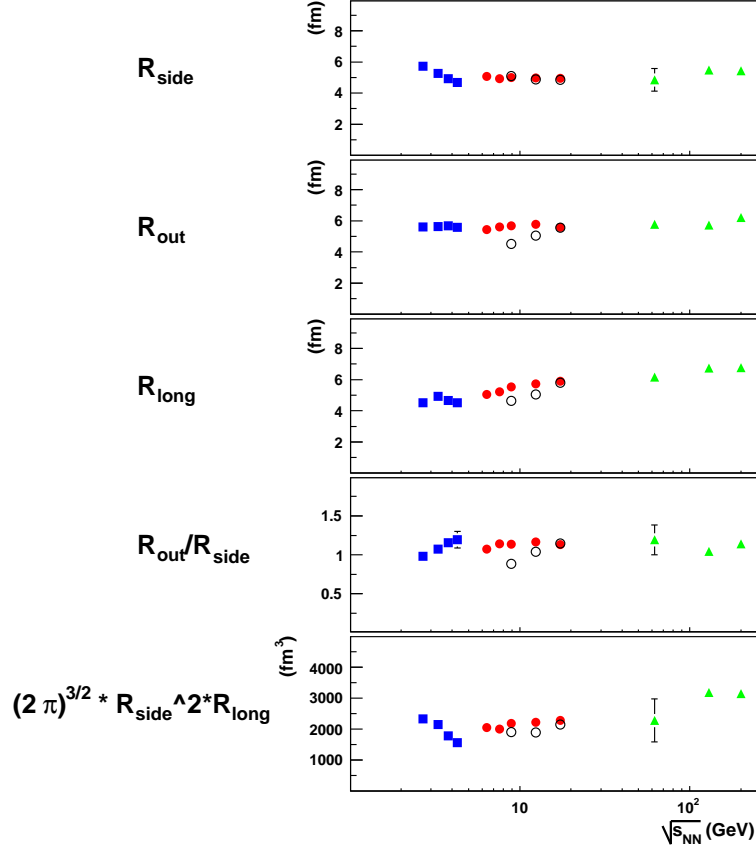 (fm)
R_side
8
6
4
2
(fm)
R_out
8
6
4
2
(fm)
R_long
8
6
4
2
R_out/R_side
1.5
1
0.5
(fm^3)
(2 π)^3/2 * R_side^2*R_long
4000
3000
2000
1000
10
10^2
√s_NN (GeV)